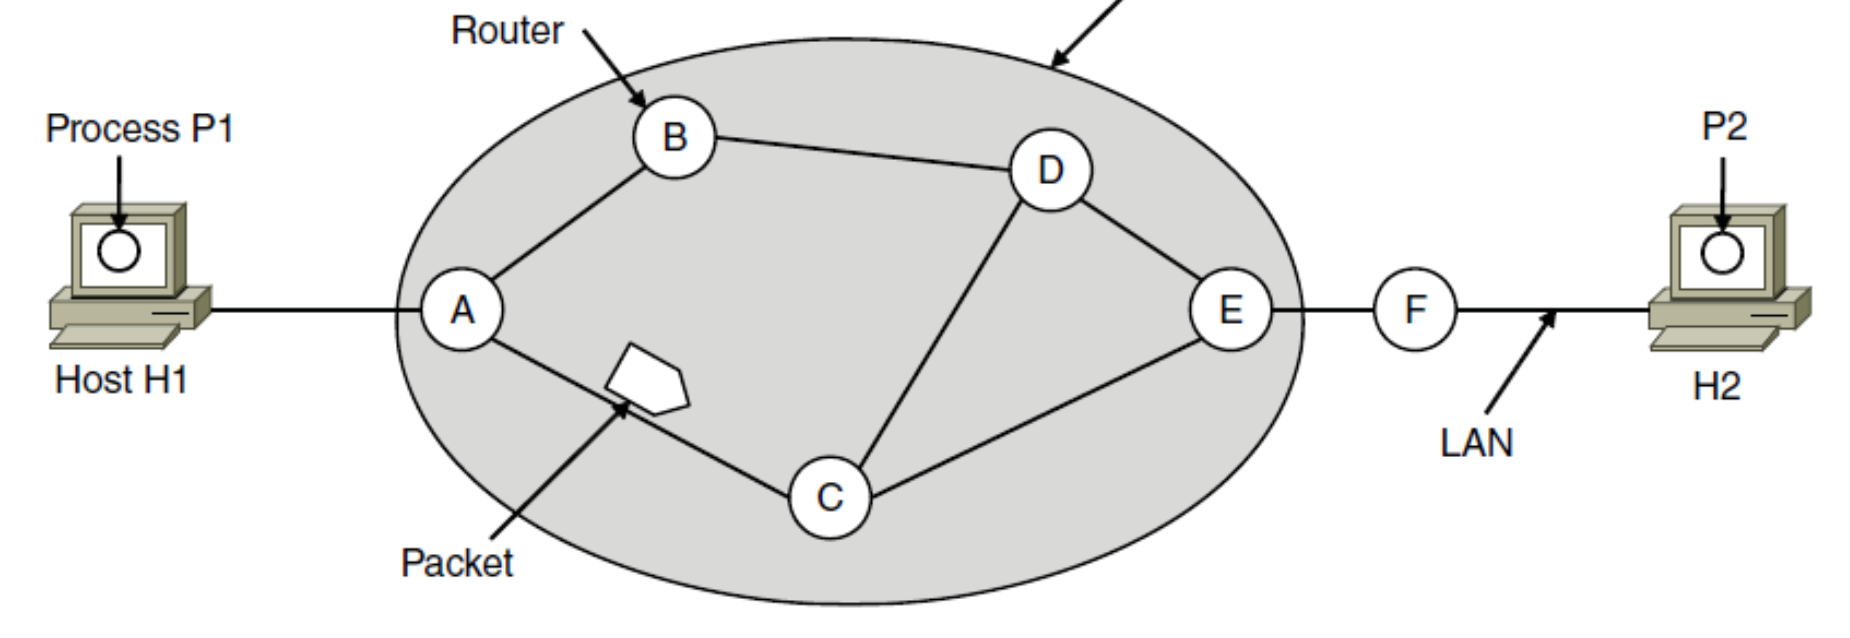 Router
Process P1
P2
B
D
A
E
F
Host H1
H2
LAN
C
Packet